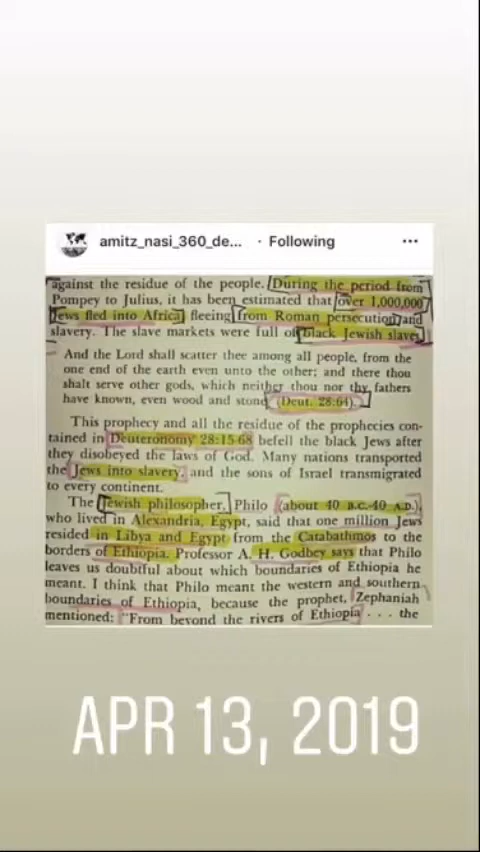 amitz_nasi_360_de... · Following
against the residue of the people. During the period from
Pompey to Julius, it has been estimated that over 1,000,000
Jews fled into Africa, fleeing from Roman persecution and
slavery. The slave markets were full of black Jewish slaves
And the Lord shall scatter thee among all people, from the
one end of the earth even unto the other; and there thou
shalt serve other gods, which neither thou nor thy fathers
have known, even wood and stone (Deut. 28:64).
This prophecy and all the residue of the prophecies con-
tained in Deuteronomy 28:15-68 befell the black Jews after
they disobeyed the laws of God. Many nations transported
the Jews into slavery, and the sons of Israel transmigrated
to every continent.
The Jewish philosopher, Philo (about 40 B.C.-40 A.D.),
who lived in Alexandria, Egypt, said that one million Jews
resided in Libya and Egypt from the Catabathmos to the
borders of Ethiopia. Professor A. H. Godbey says that Philo
leaves us doubtful about which boundaries of Ethiopia he
meant. I think that Philo meant the western and southern
boundaries of Ethiopia, because the prophet, Zephaniah
mentioned: "From beyond the rivers of Ethiopia . . . the
APR 13, 2019